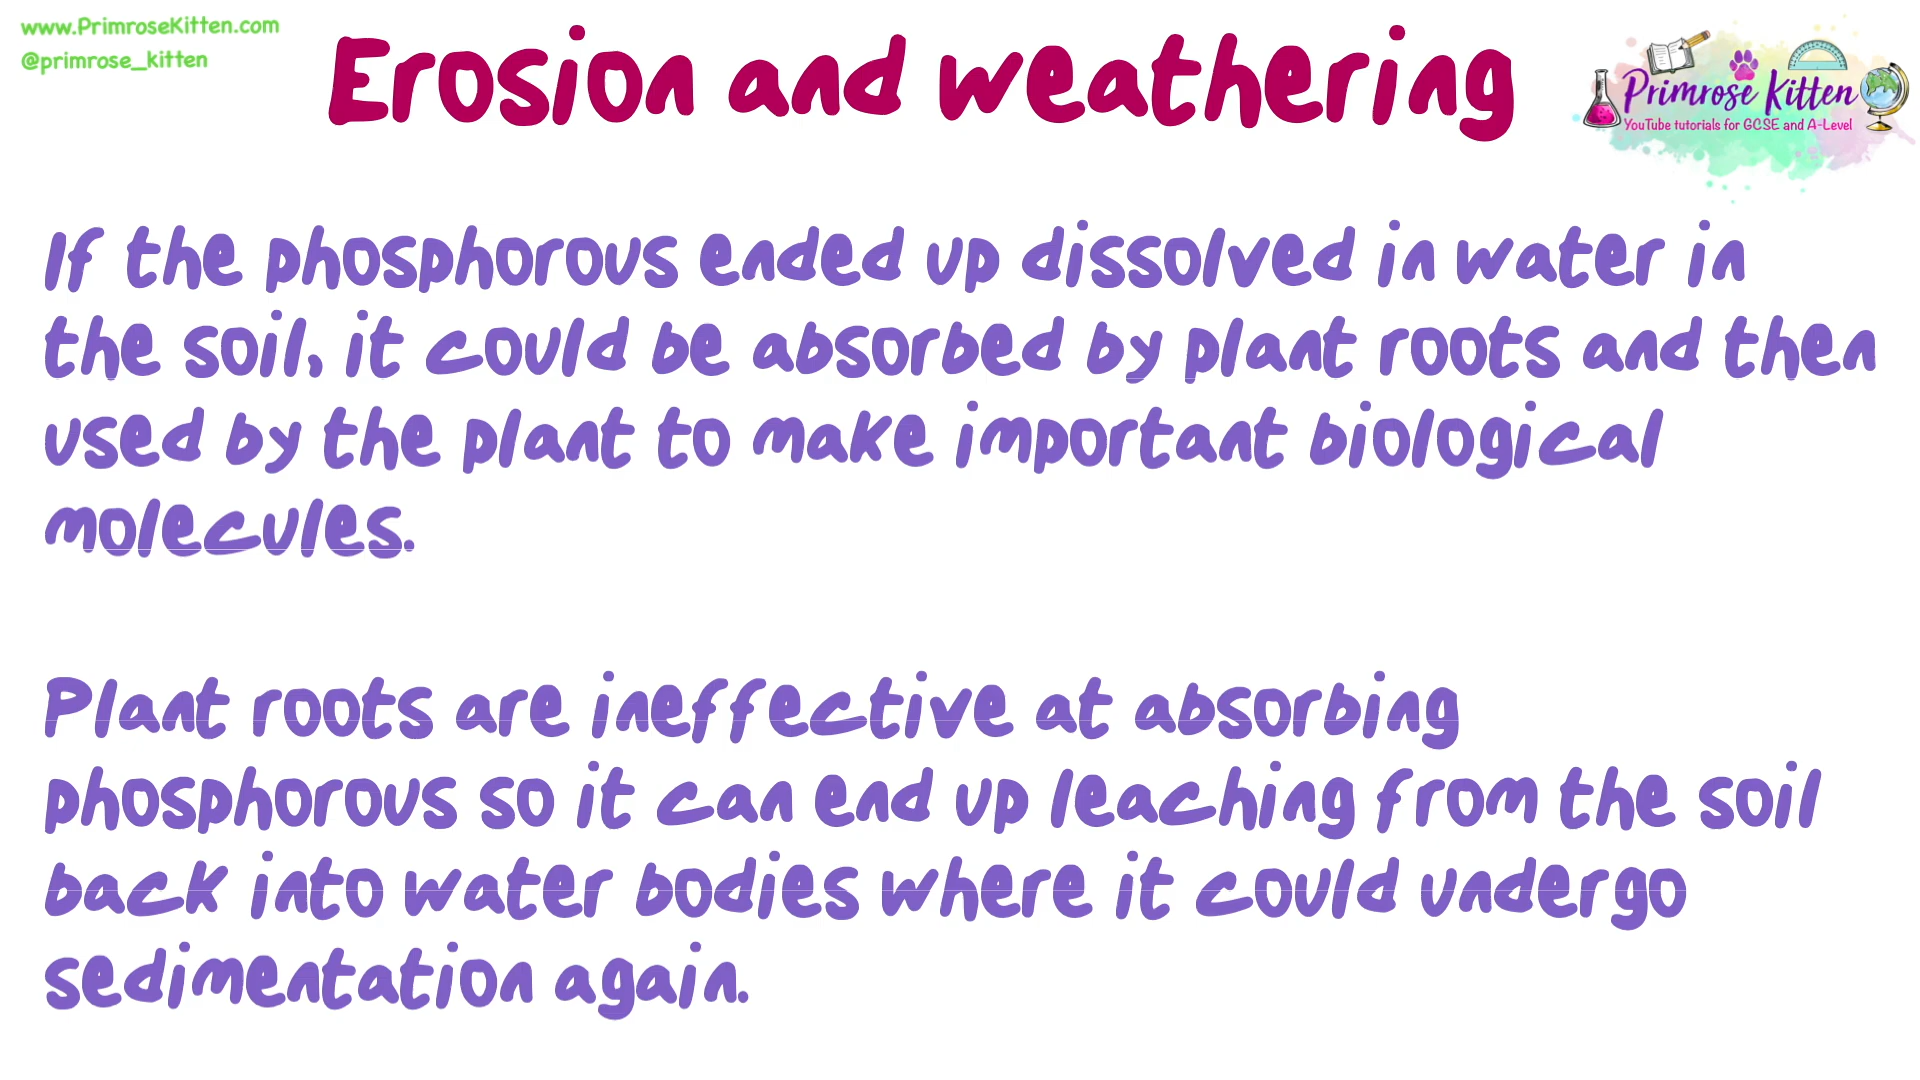 www.PrimroseKitten.com
@primrose_kitten
Erosion and weathering
Primrose Kitten
YouTube tutorials for GCSE and A-Level
If the phosphorous ended up dissolved in water in
the soil, it could be absorbed by plant roots and then
used by the plant to make important biological
molecules.
Plant roots are ineffective at absorbing
phosphorous so it can end up leaching from the soil
back into water bodies where it could undergo
sedimentation again.